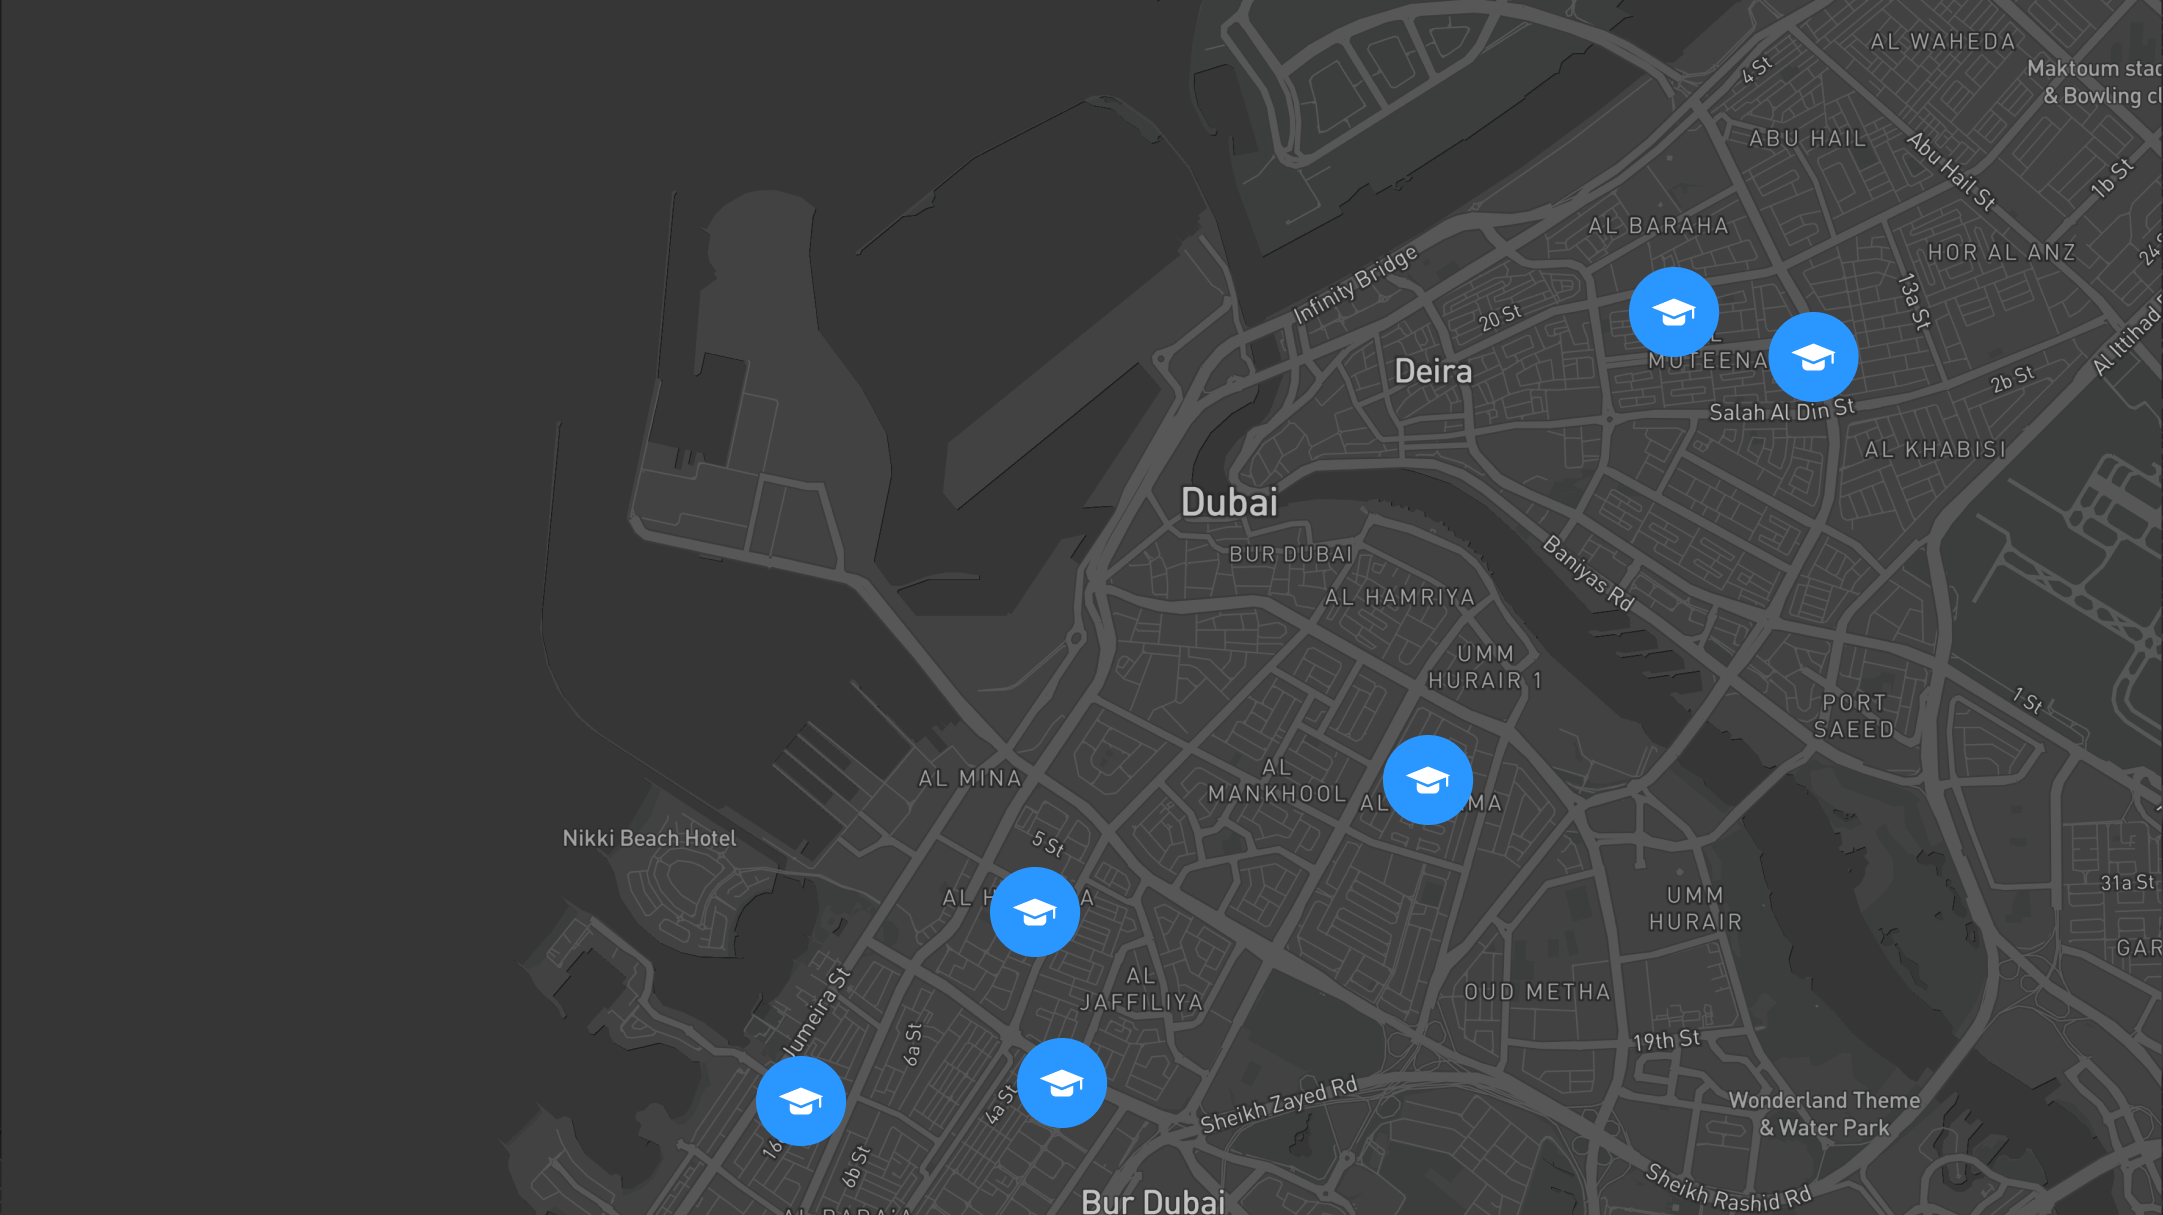 AL WAHEDA
4 St
Maktoum stad
& Bowling cl
ABU HAIL
Abu Hail St
1b St
AL BARAHA
HOR AL ANZ
24 S
Infinity Bridge
20 St
13a St
Al Ittihad
Deira
MUTEENA
2b St
Salah Al Din St
AL KHABISI
Dubai
BUR DUBAI
Baniyas Rd
AL HAMRIYA
UMM
HURAIR 1
1 St
PORT
SAEED
AL MINA
AL
MANKHOOL
AL MA
Nikki Beach Hotel
5 St
31a St
AL H A
UMM
HURAIR
GAR
AL
JAFFILIYA
OUD METHA
Jumeira St
6a St
19th St
4a St
Sheikh Zayed Rd
Wonderland Theme
& Water Park
16
6b St
Sheikh Rashid Rd
Bur Dubai